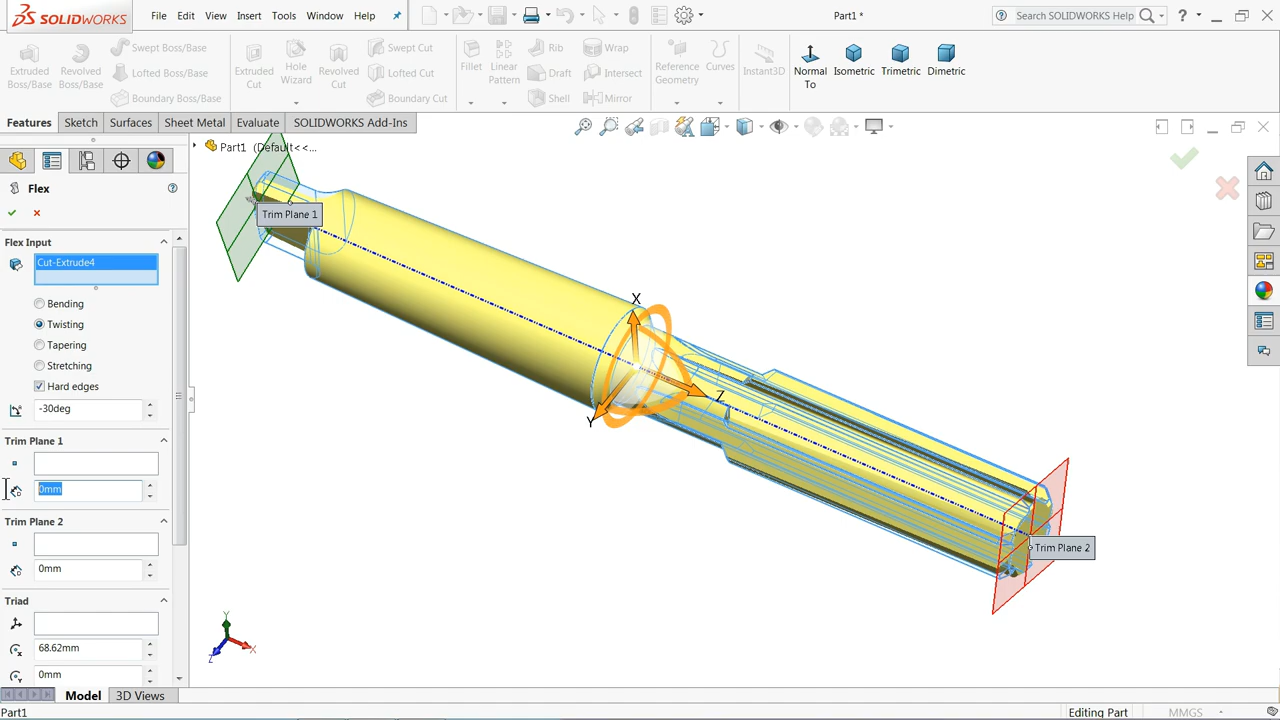 SOLIDWORKS
File Edit View Insert Tools Window Help
Part1 *
Search SOLIDWORKS Help
?
Extruded Boss/Base
Revolved Boss/Base
Swept Boss/Base
Lofted Boss/Base
Boundary Boss/Base
Extruded Cut
Hole Wizard
Revolved Cut
Swept Cut
Lofted Cut
Boundary Cut
Fillet
Linear Pattern
Rib
Draft
Shell
Wrap
Intersect
Mirror
Reference Geometry
Curves
Instant3D
Normal To
Isometric
Trimetric
Dimetric
Features Sketch Surfaces Sheet Metal Evaluate SOLIDWORKS Add-Ins
Part1 (Default<<...
Flex
Flex Input
Cut-Extrude4
Bending
Twisting
Tapering
Stretching
Hard edges
-30deg
Trim Plane 1
0mm
Trim Plane 2
0mm
Triad
68.62mm
0mm
Trim Plane 1
X
Y
Z
Trim Plane 2
Y
X
Z
Model 3D Views
Part1
Editing Part
MMGS